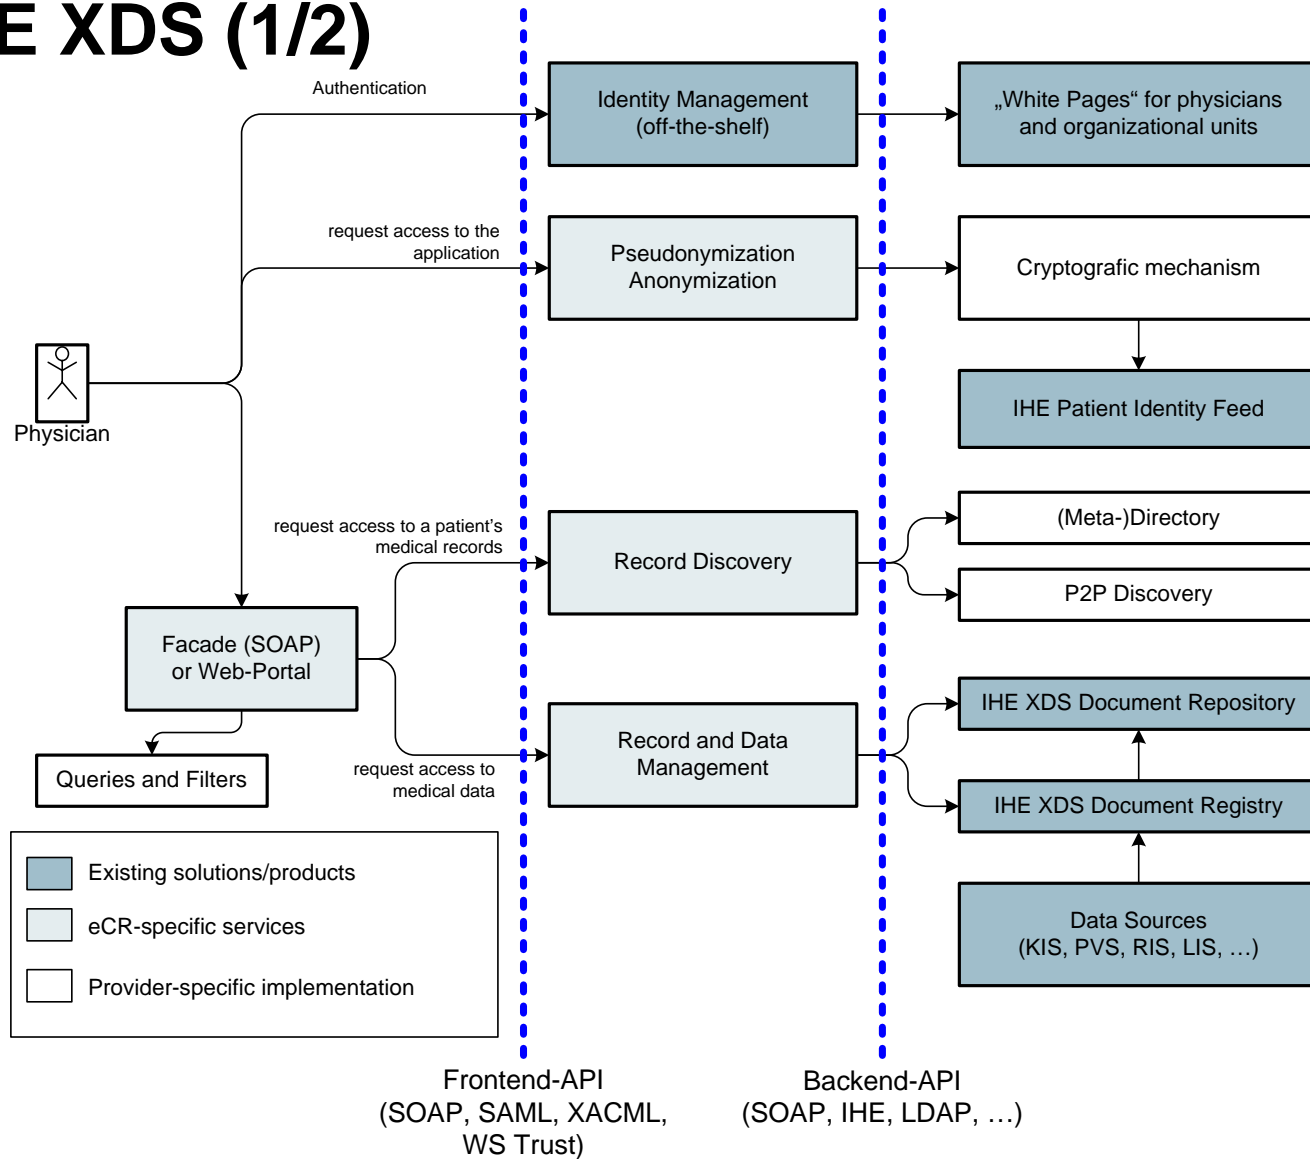 E XDS (1/2)
Authentication
Identity Management
(off-the-shelf)
„White Pages“ for physicians
and organizational units
request access to the
application
Pseudonymization
Anonymization
Cryptografic mechanism
IHE Patient Identity Feed
Physician
request access to a patient's
medical records
Record Discovery
(Meta-)Directory
P2P Discovery
Facade (SOAP)
or Web-Portal
Queries and Filters
request access to
medical data
Record and Data
Management
IHE XDS Document Repository
IHE XDS Document Registry
Data Sources
(KIS, PVS, RIS, LIS, …)
Existing solutions/products
eCR-specific services
Provider-specific implementation
Frontend-API
(SOAP, SAML, XACML,
WS Trust)
Backend-API
(SOAP, IHE, LDAP, …)